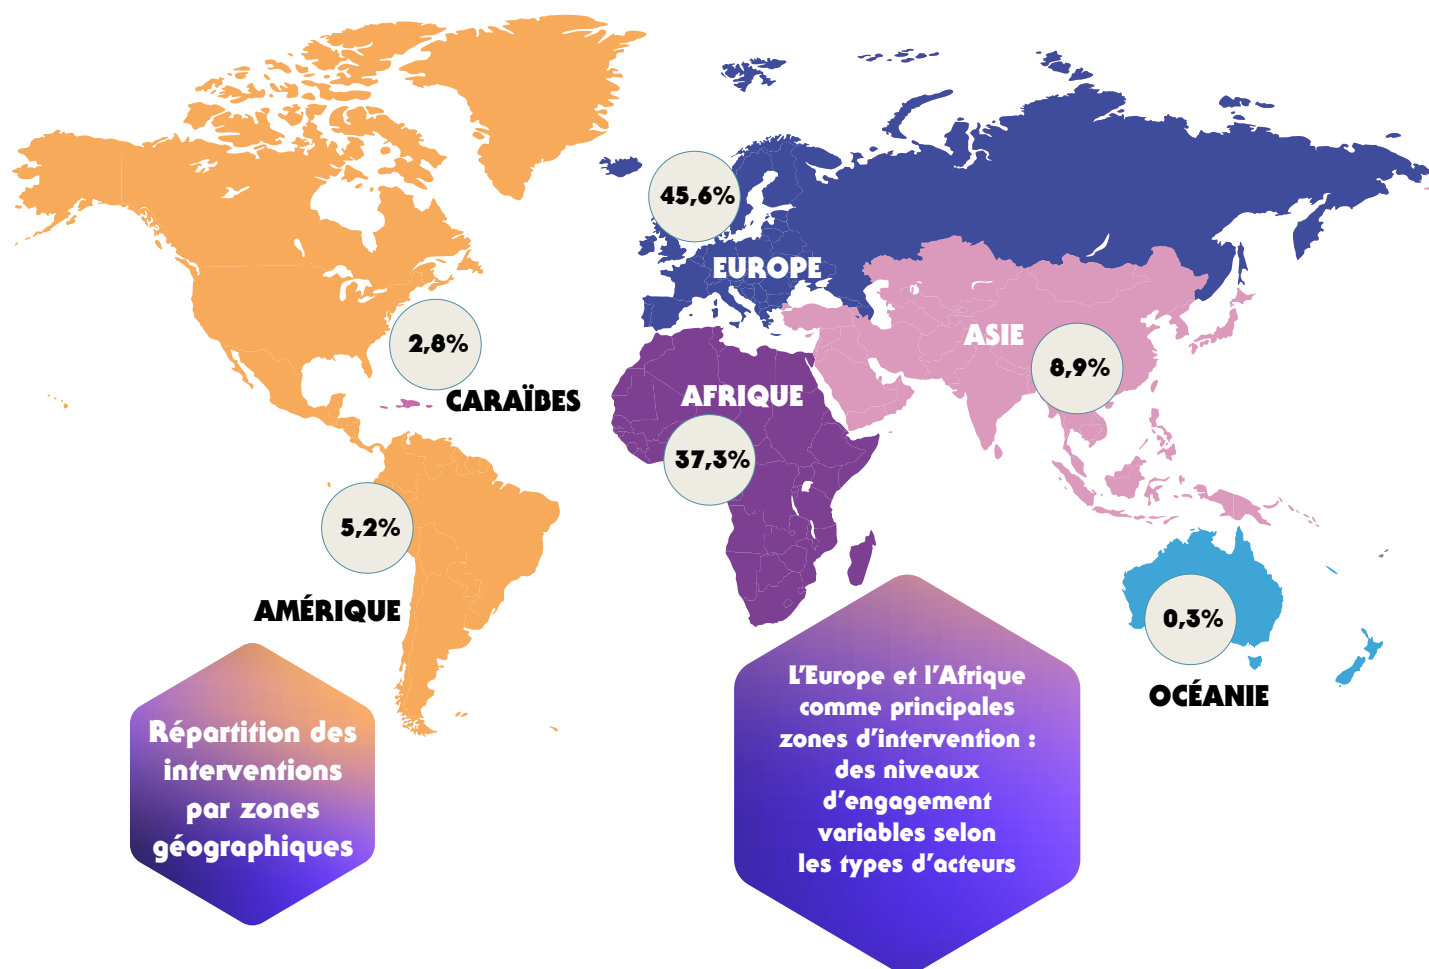 45,6%
EUROPE
2,8%
CARAÏBES
ASIE
8,9%
AFRIQUE
37,3%
5,2%
AMÉRIQUE
0,3%
OCÉANIE
Répartition des
interventions
par zones
géographiques
L'Europe et l'Afrique
comme principales
zones d'intervention :
des niveaux
d'engagement
variables selon
les types d'acteurs